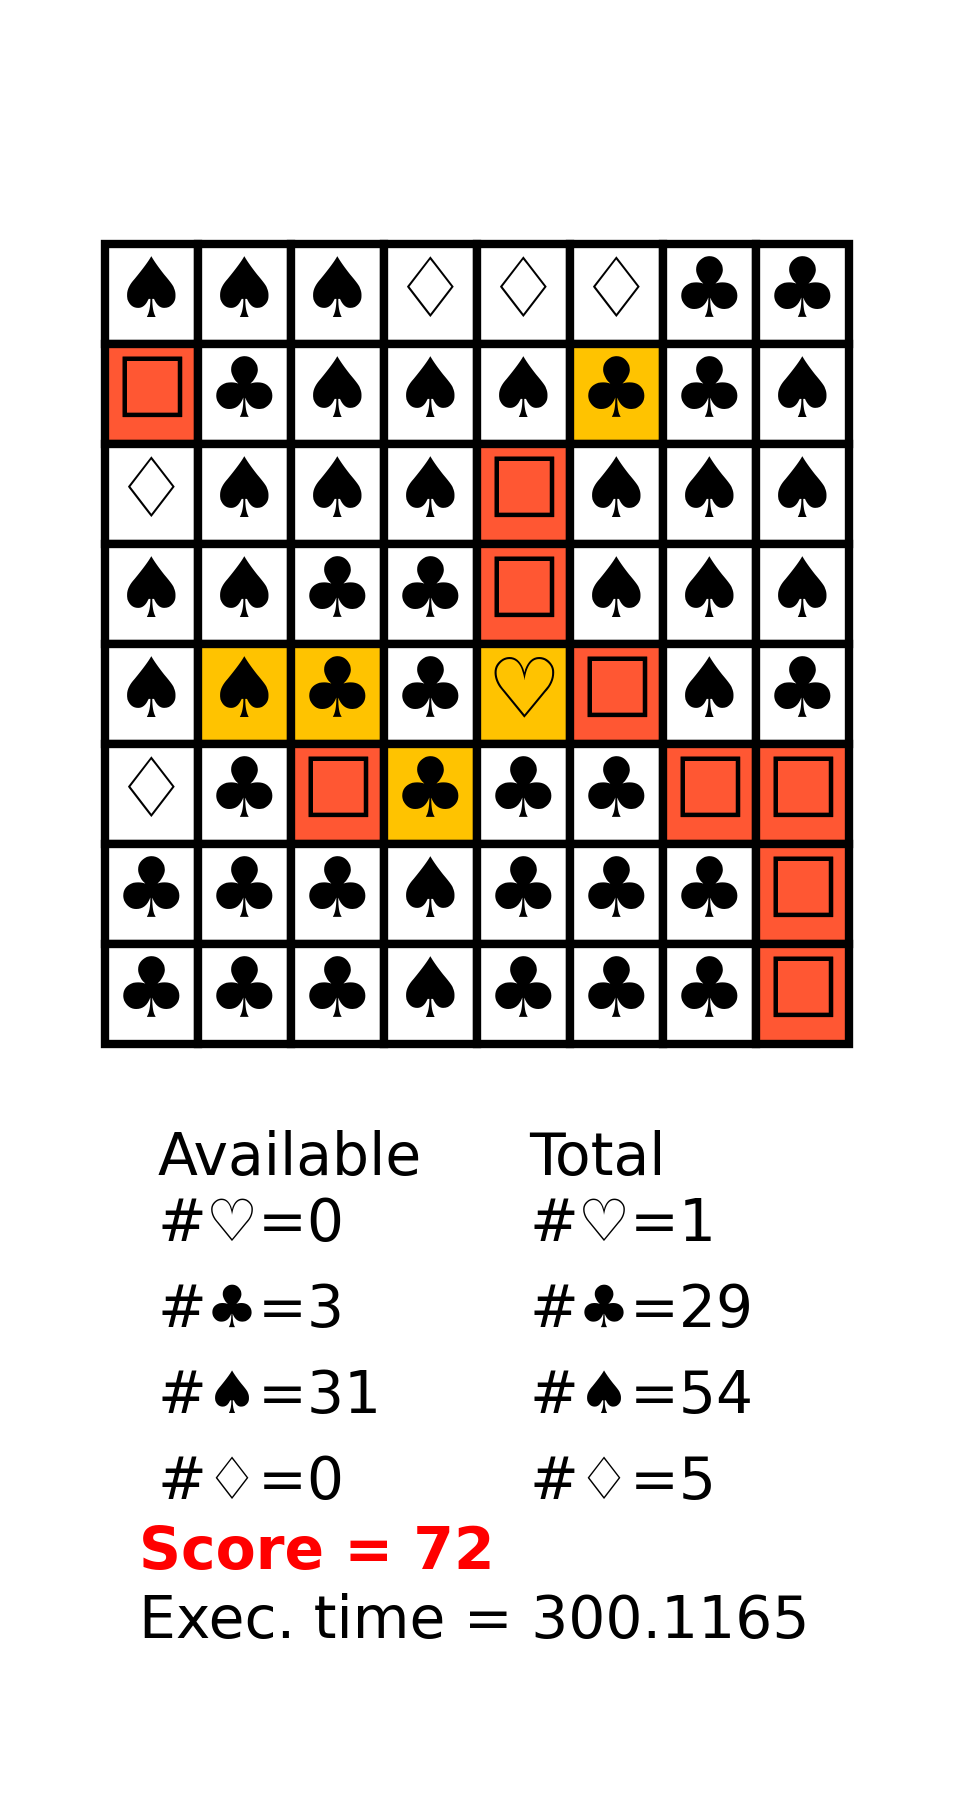 ♠ ♠ ♠ ♢ ♢ ♢ ♣ ♣
□ ♣ ♠ ♠ ♠ ♣ ♣ ♠
♢ ♠ ♠ ♠ □ ♠ ♠ ♠
♠ ♠ ♣ ♣ □ ♠ ♠ ♠
♠ ♠ ♣ ♣ ♡ □ ♠ ♣
♢ ♣ □ ♣ ♣ ♣ □ □
♣ ♣ ♣ ♠ ♣ ♣ ♣ □
♣ ♣ ♣ ♠ ♣ ♣ ♣ □
Available Total
#♡=0 #♡=1
#♣=3 #♣=29
#♠=31 #♠=54
#♢=0 #♢=5
Score = 72
Exec. time = 300.1165